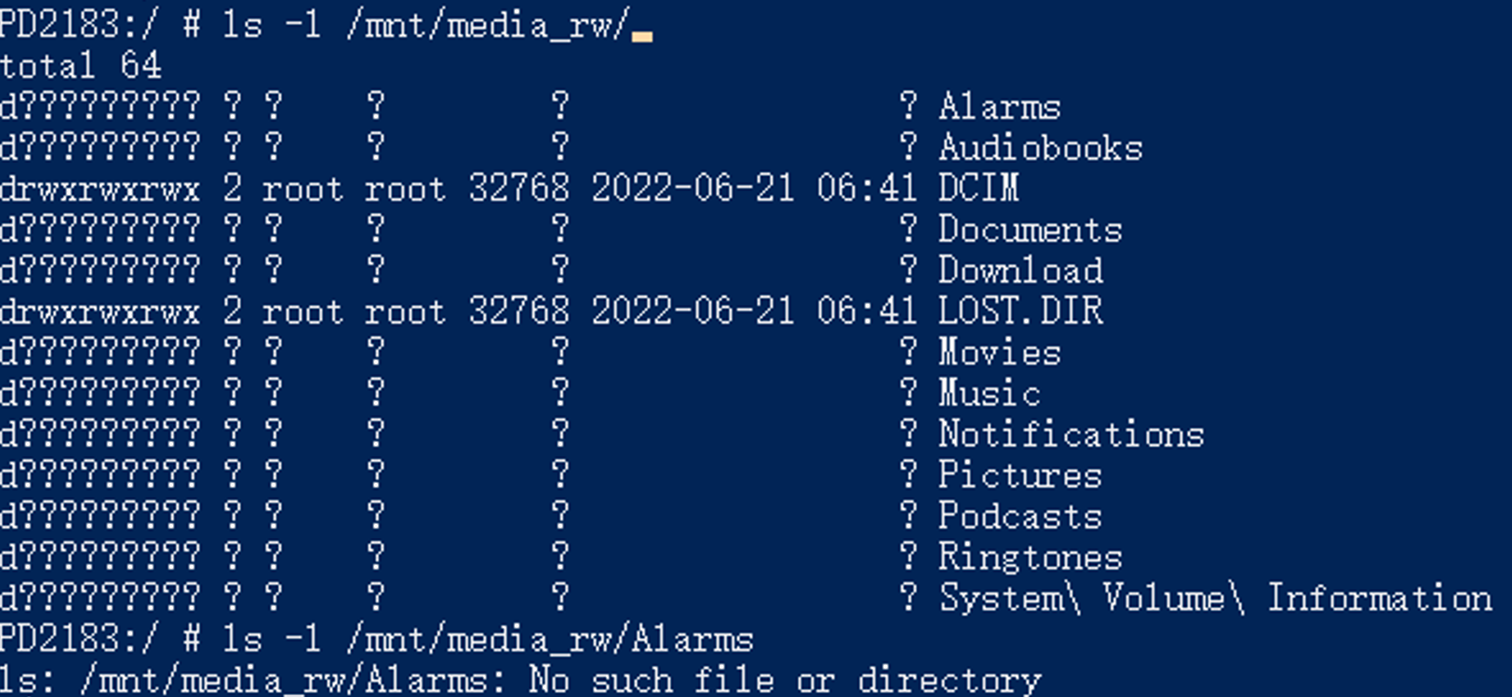 PD2183:/ # ls -l /mnt/media_rw/
total 64
d????????? ? ?    ?        ?                ? Alarms
d????????? ? ?    ?        ?                ? Audiobooks
drwxrwxrwx 2 root root 32768 2022-06-21 06:41 DCIM
d????????? ? ?    ?        ?                ? Documents
d????????? ? ?    ?        ?                ? Download
drwxrwxrwx 2 root root 32768 2022-06-21 06:41 LOST.DIR
d????????? ? ?    ?        ?                ? Movies
d????????? ? ?    ?        ?                ? Music
d????????? ? ?    ?        ?                ? Notifications
d????????? ? ?    ?        ?                ? Pictures
d????????? ? ?    ?        ?                ? Podcasts
d????????? ? ?    ?        ?                ? Ringtones
d????????? ? ?    ?        ?                ? System\ Volume\ Information
PD2183:/ # ls -l /mnt/media_rw/Alarms
ls: /mnt/media_rw/Alarms: No such file or directory